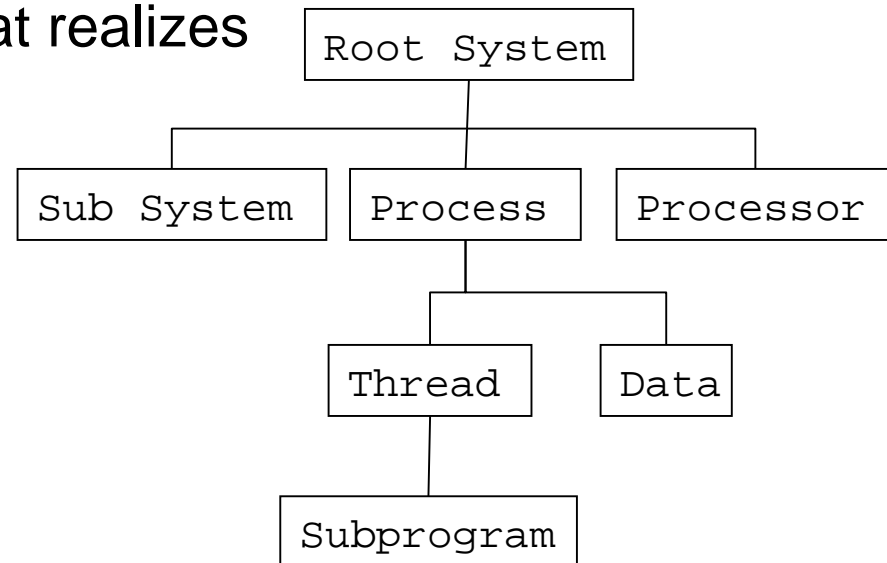 at realizes
Root System
Sub System
Process
Processor
Thread
Data
Subprogram